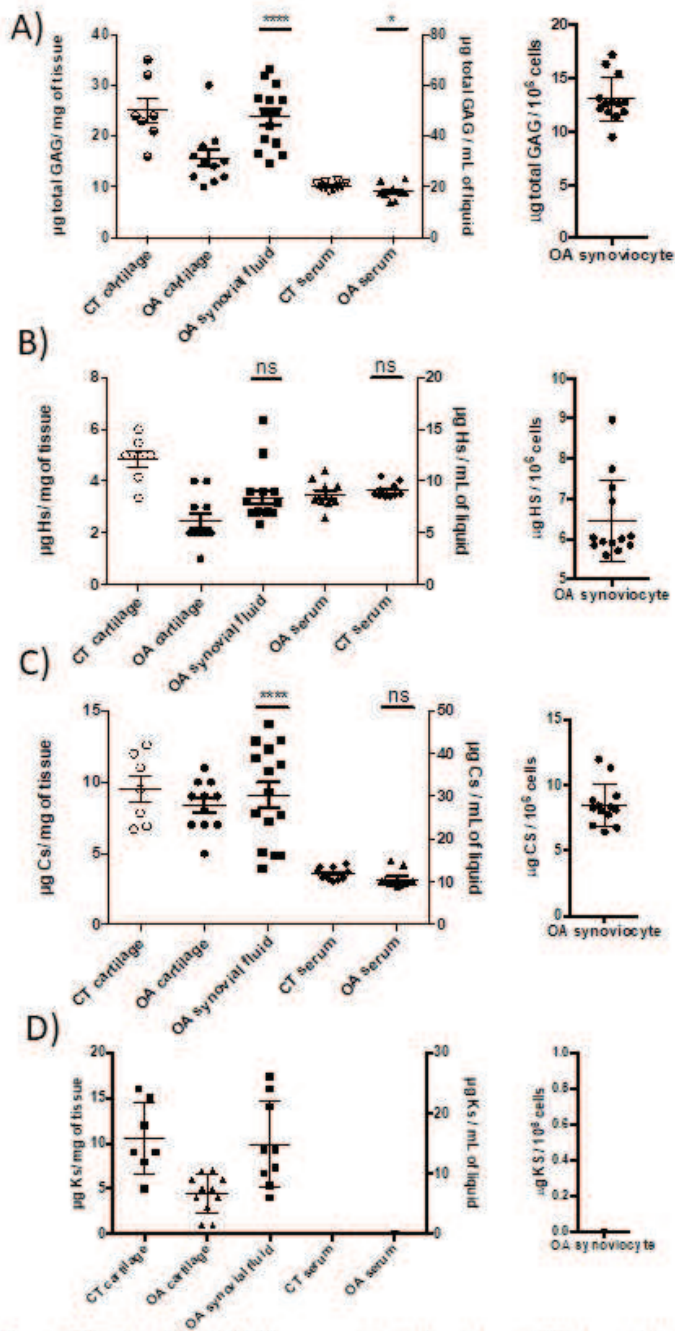 A)
****
*
µg total GAG/ mg of tissue
40
30
20
10
0
80
60
40
20
0
µg total GAG / mL of liquid
CT cartilage
OA cartilage
OA synovial fluid
CT serum
OA serum
µg total GAG / 10⁶ cells
20
15
10
5
0
OA synoviocyte
B)
ns
ns
µg Hs/ mg of tissue
8
6
4
2
0
20
15
10
5
0
µg Hs / mL of liquid
CT cartilage
OA cartilage
OA synovial fluid
OA serum
CT serum
µg HS / 10⁶ cells
10
9
8
7
6
5
OA synoviocyte
C)
****
ns
µg Cs/ mg of tissue
15
10
5
0
50
40
30
20
10
0
µg Cs / mL of liquid
CT cartilage
OA cartilage
OA synovial fluid
CT serum
OA serum
µg CS / 10⁶ cells
15
10
5
0
OA synoviocyte
D)
µg Ks/ mg of tissue
20
15
10
5
0
30
20
10
0
µg Ks / mL of liquid
CT cartilage
OA cartilage
OA synovial fluid
CT serum
OA serum
µg KS / 10⁶ cells
1.0
0.8
0.6
0.4
0.2
0.0
OA synoviocyte